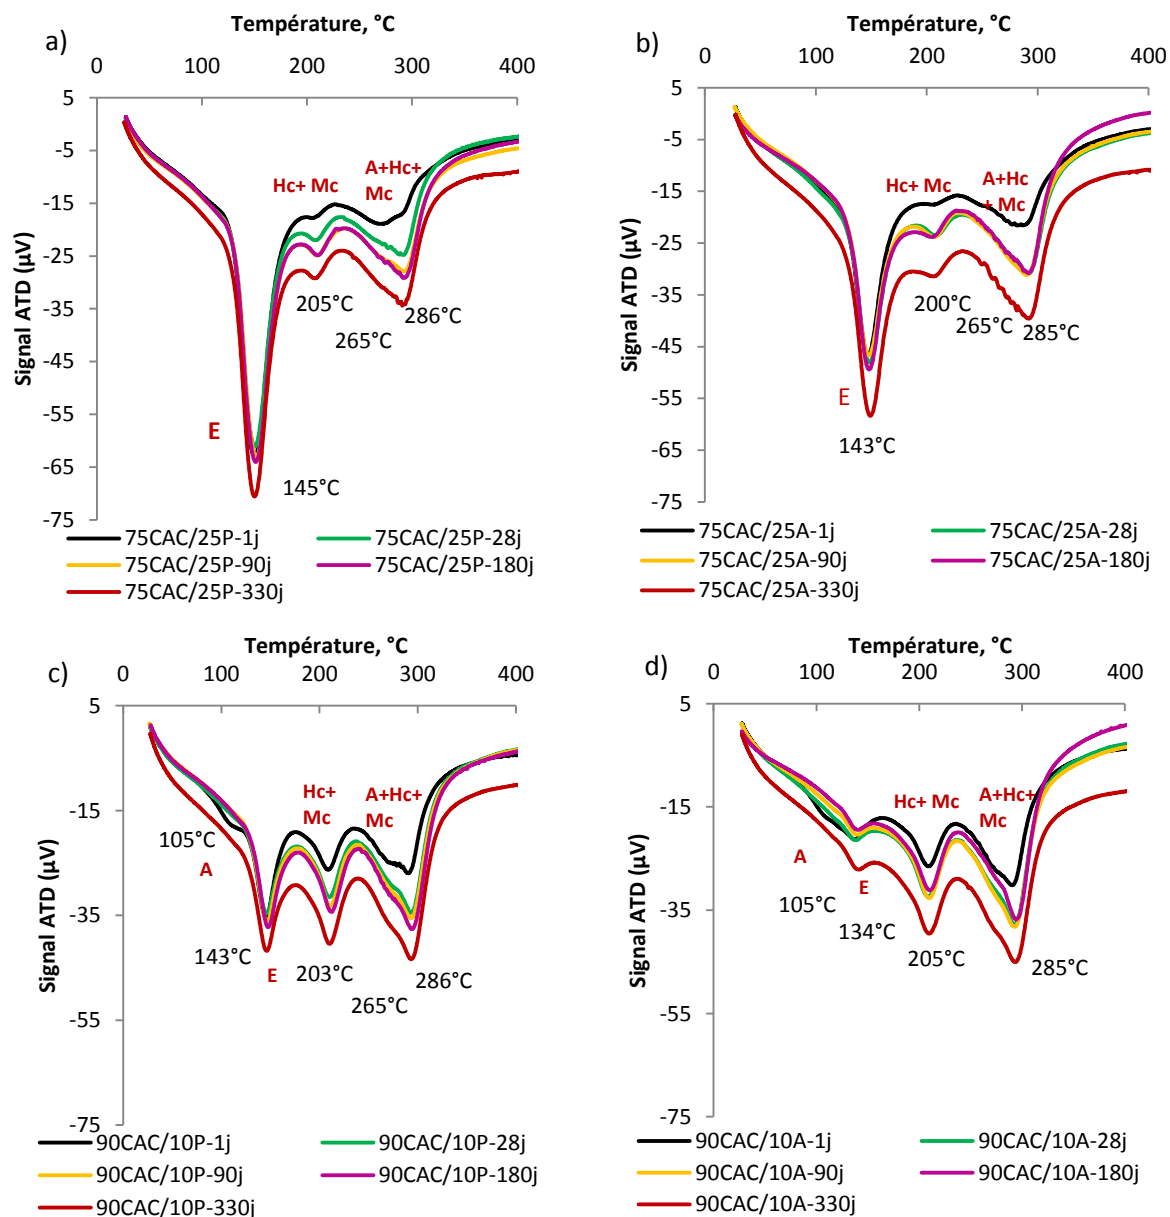 Température, °C
a)
0 100 200 300 400
5
-5
-15
-25
-35
-45
-55
-65
-75
Signal ATD (µV)
Hc+ Mc
A+Hc+
Mc
205°C
265°C
286°C
E
145°C
75CAC/25P-1j 75CAC/25P-28j
75CAC/25P-90j 75CAC/25P-180j
75CAC/25P-330j
Température, °C
b)
0 100 200 300 400
5
-5
-15
-25
-35
-45
-55
-65
-75
Signal ATD (µV)
Hc+ Mc
A+Hc
+ Mc
200°C
265°C
285°C
E
143°C
75CAC/25A-1j 75CAC/25A-28j
75CAC/25A-90j 75CAC/25A-180j
75CAC/25A-330j
Température, °C
c)
0 100 200 300 400
5
-15
-35
-55
-75
Signal ATD (µV)
Hc+
Mc
A+Hc+
Mc
105°C
A
143°C
E
203°C
265°C
286°C
90CAC/10P-1j 90CAC/10P-28j
90CAC/10P-90j 90CAC/10P-180j
90CAC/10P-330j
Température, °C
d)
0 100 200 300 400
5
-15
-35
-55
-75
Signal ATD (µV)
Hc+ Mc
A+Hc+
Mc
A
105°C
E
134°C
205°C
285°C
90CAC/10A-1j 90CAC/10A-28j
90CAC/10A-90j 90CAC/10A-180j
90CAC/10A-330j